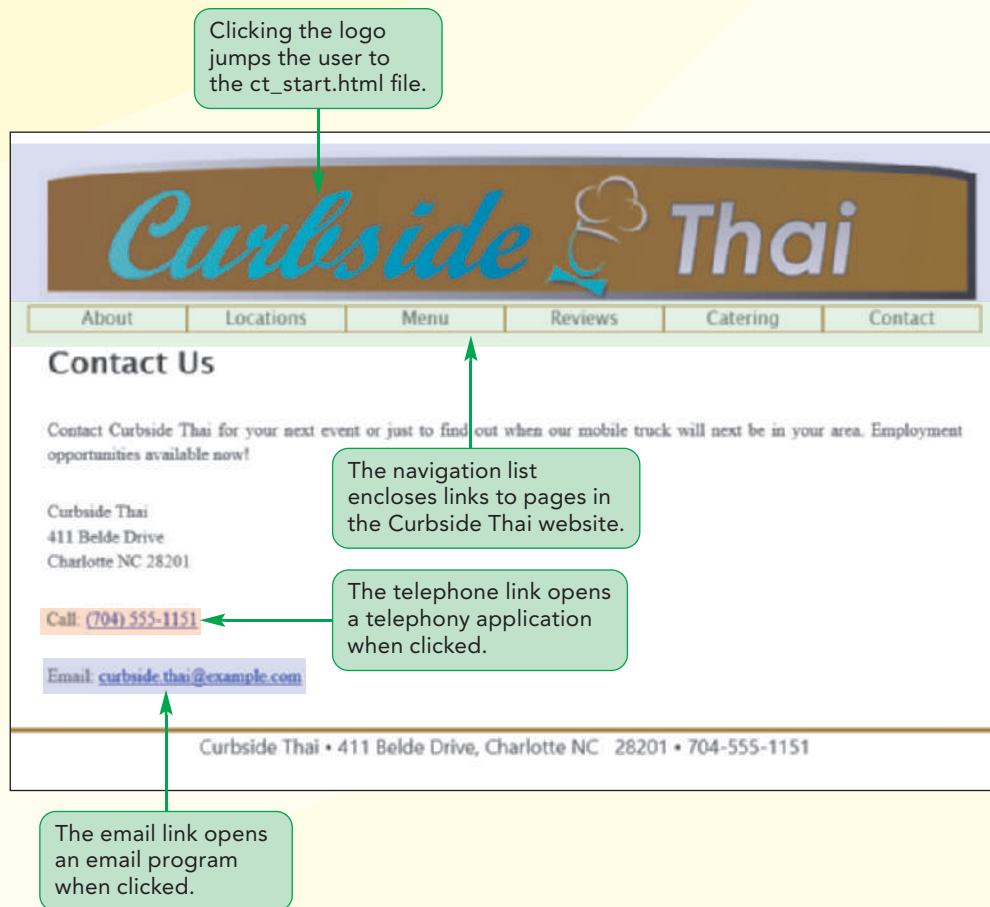 Clicking the logo
jumps the user to
the ct_start.html file.
Curbside Thai
About Locations Menu Reviews Catering Contact
Contact Us
Contact Curbside Thai for your next event or just to find out when our mobile truck will next be in your area. Employment
opportunities available now!
The navigation list
encloses links to pages in
the Curbside Thai website.
Curbside Thai
411 Belde Drive
Charlotte NC 28201
The telephone link opens
a telephony application
when clicked.
Call: (704) 555-1151
Email: curbside.thai@example.com
Curbside Thai • 411 Belde Drive, Charlotte NC 28201 • 704-555-1151
The email link opens
an email program
when clicked.